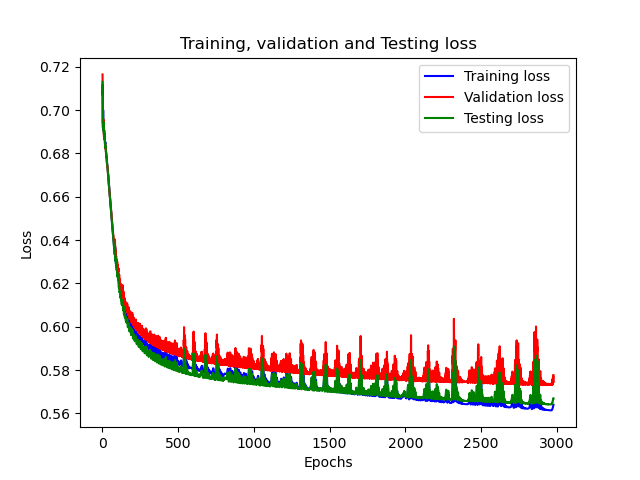 Training, validation and Testing loss
Training loss
Validation loss
Testing loss
Loss
0.72
0.70
0.68
0.66
0.64
0.62
0.60
0.58
0.56
0
500
1000
1500
2000
2500
3000
Epochs